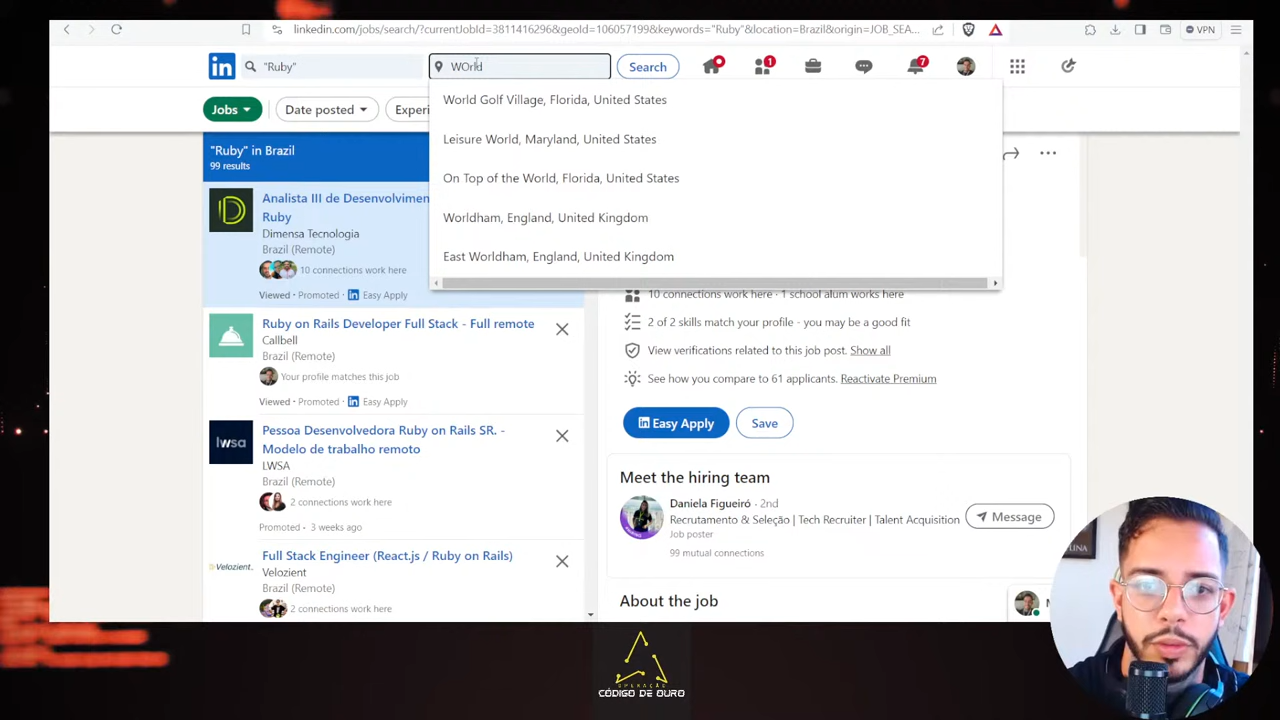 linkedin.com/jobs/search/?currentJobId=3811416296&geoId=106057199&keywords="Ruby"&location=Brazil&origin=JOB_SEA...
VPN
in
"Ruby"
WOrld
Search
1
7
Jobs
Date posted
Experi
World Golf Village, Florida, United States
Leisure World, Maryland, United States
On Top of the World, Florida, United States
Worldham, England, United Kingdom
East Worldham, England, United Kingdom
"Ruby" in Brazil
99 results
Analista III de Desenvolvimen
Ruby
Dimensa Tecnologia
Brazil (Remote)
10 connections work here
Viewed · Promoted · in Easy Apply
Ruby on Rails Developer Full Stack - Full remote
Callbell
Brazil (Remote)
Your profile matches this job
Viewed · Promoted · in Easy Apply
lwsa
Pessoa Desenvolvedora Ruby on Rails SR. -
Modelo de trabalho remoto
LWSA
Brazil (Remote)
2 connections work here
Promoted · 3 weeks ago
Velozient.
Full Stack Engineer (React.js / Ruby on Rails)
Velozient
Brazil (Remote)
2 connections work here
10 connections work here · 1 school alum works here
2 of 2 skills match your profile - you may be a good fit
View verifications related to this job post. Show all
See how you compare to 61 applicants. Reactivate Premium
in Easy Apply
Save
Meet the hiring team
Daniela Figueiró · 2nd
Recrutamento & Seleção | Tech Recruiter | Talent Acquisition
Job poster
99 mutual connections
Message
About the job
OPERAÇÃO
CÓDIGO DE OURO